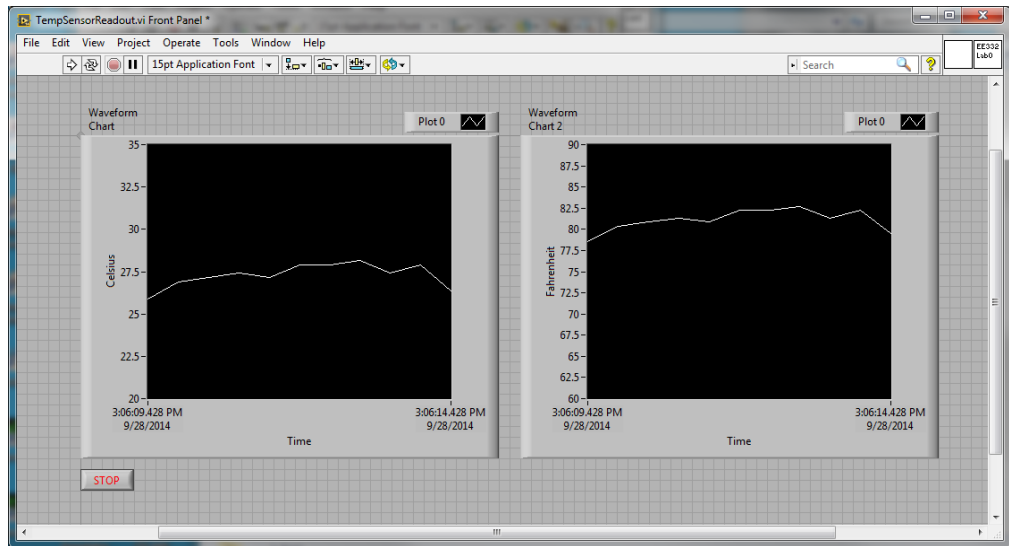 TempSensorReadout.vi Front Panel *
File Edit View Project Operate Tools Window Help
15pt Application Font
Search
?
EE332
Lab0
Waveform
Chart
Plot 0
35
32.5
30
27.5
25
22.5
20
Celsius
3:06:09.428 PM
9/28/2014
3:06:14.428 PM
9/28/2014
Time
Waveform
Chart 2
Plot 0
90
87.5
85
82.5
80
77.5
75
72.5
70
67.5
65
62.5
60
Fahrenheit
3:06:09.428 PM
9/28/2014
3:06:14.428 PM
9/28/2014
Time
STOP